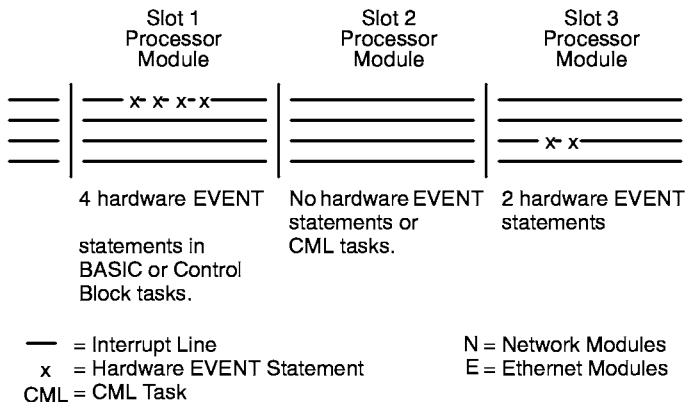 Slot 1
Processor
Module
Slot 2
Processor
Module
Slot 3
Processor
Module
x x x x
x x
4 hardware EVENT
statements in
BASIC or Control
Block tasks.
No hardware EVENT
statements or
CML tasks.
2 hardware EVENT
statements
— = Interrupt Line
x = Hardware EVENT Statement
CML = CML Task
N = Network Modules
E = Ethernet Modules